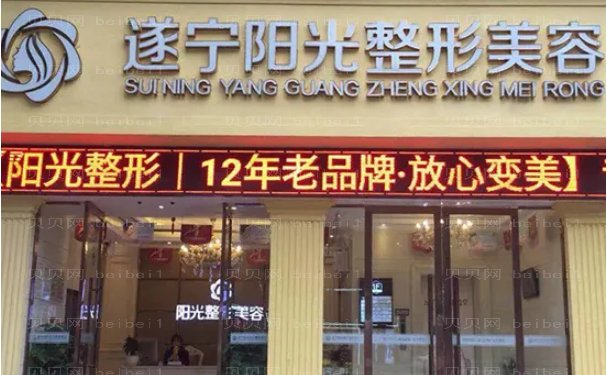 遂宁阳光整形美容
SUI NING YANG GUANG ZHENG XING MEI RONG
阳光整形｜12年老品牌·放心变美】
阳光整形美容
贝贝网 beibei1